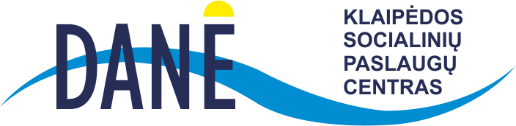 DANĖ
KLAIPĖDOS
SOCIALINIŲ
PASLAUGŲ
CENTRAS